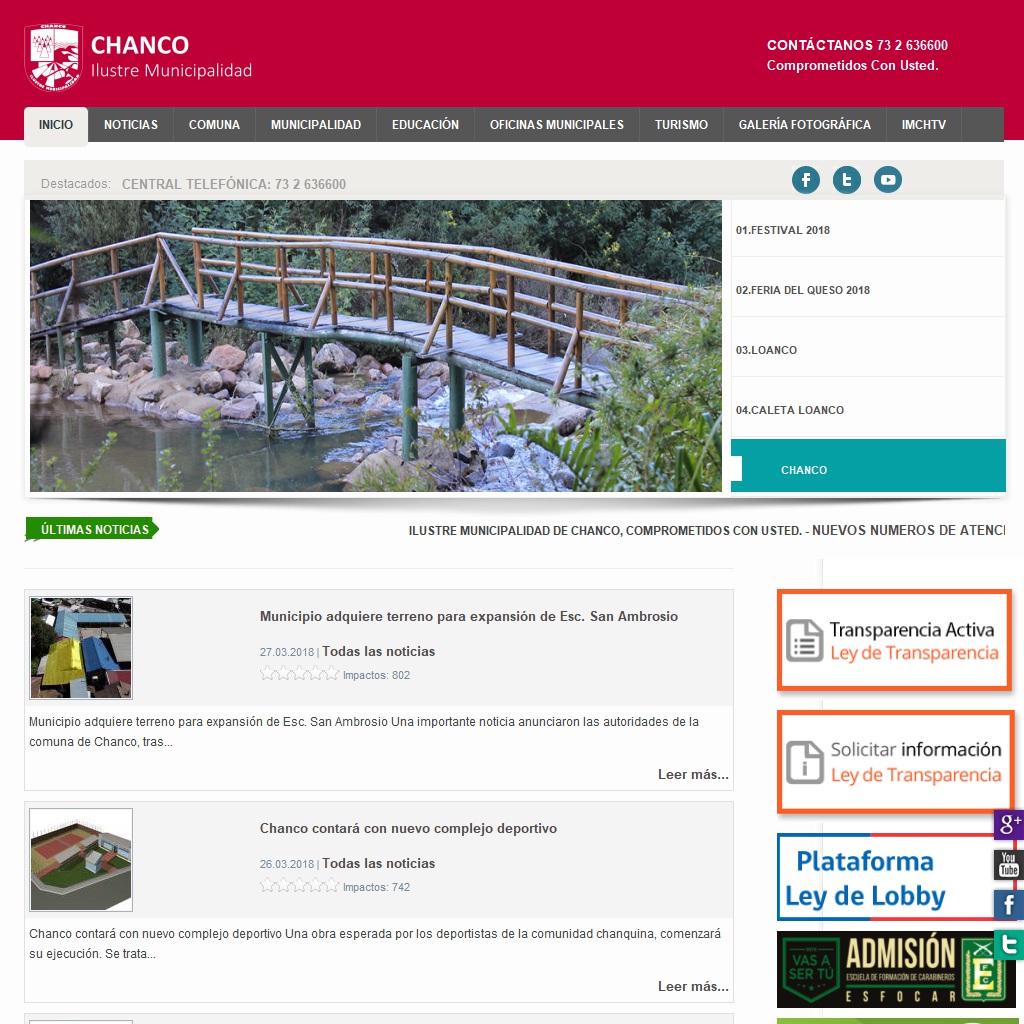 CHANCO
CHANCO
Ilustre Municipalidad
CONTÁCTANOS 73 2 636600
Comprometidos Con Usted.
INICIO NOTICIAS COMUNA MUNICIPALIDAD EDUCACIÓN OFICINAS MUNICIPALES TURISMO GALERÍA FOTOGRÁFICA IMCHTV
Destacados: CENTRAL TELEFÓNICA: 73 2 636600
01.FESTIVAL 2018
02.FERIA DEL QUESO 2018
03.LOANCO
04.CALETA LOANCO
CHANCO
ÚLTIMAS NOTICIAS
ILUSTRE MUNICIPALIDAD DE CHANCO, COMPROMETIDOS CON USTED. - NUEVOS NUMEROS DE ATENCI
Municipio adquiere terreno para expansión de Esc. San Ambrosio
27.03.2018 | Todas las noticias
Impactos: 802
Municipio adquiere terreno para expansión de Esc. San Ambrosio Una importante noticia anunciaron las autoridades de la
comuna de Chanco, tras...
Leer más...
Chanco contará con nuevo complejo deportivo
26.03.2018 | Todas las noticias
Impactos: 742
Chanco contará con nuevo complejo deportivo Una obra esperada por los deportistas de la comunidad chanquina, comenzará
su ejecución. Se trata...
Leer más...
Transparencia Activa
Ley de Transparencia
Solicitar información
Ley de Transparencia
g+
Plataforma
Ley de Lobby
You
Tube
VAS A
SER TÚ
ADMISIÓN
ESCUELA DE FORMACIÓN DE CARABINEROS
ESFOCAR